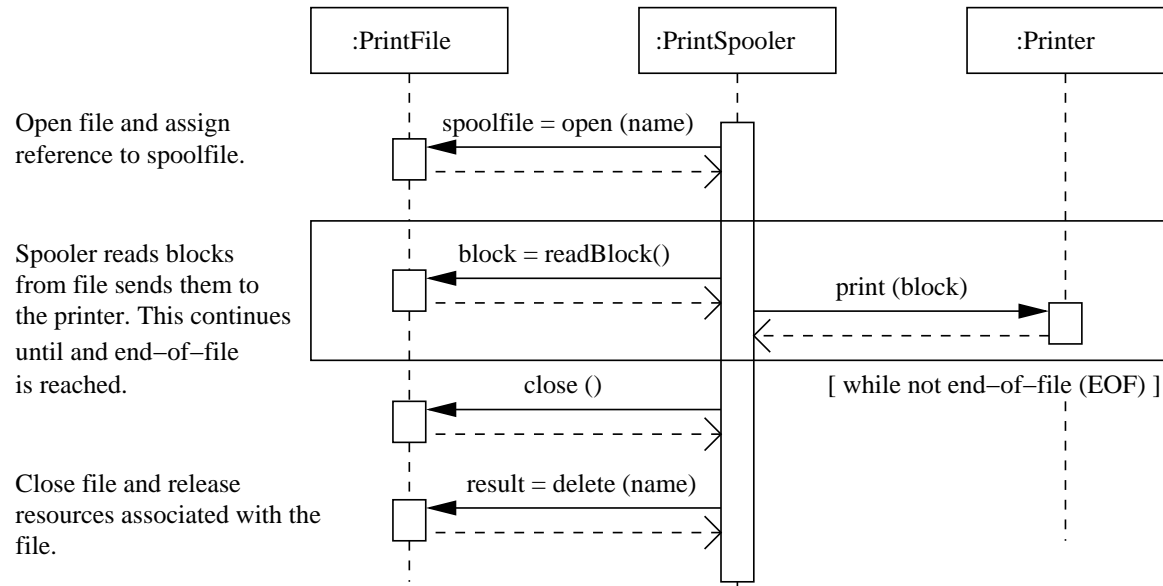 :PrintFile
:PrintSpooler
:Printer
Open file and assign
reference to spoolfile.
spoolfile = open (name)
Spooler reads blocks
from file sends them to
the printer. This continues
until and end−of−file
is reached.
block = readBlock()
print (block)
[ while not end−of−file (EOF) ]
close ()
Close file and release
resources associated with the
file.
result = delete (name)